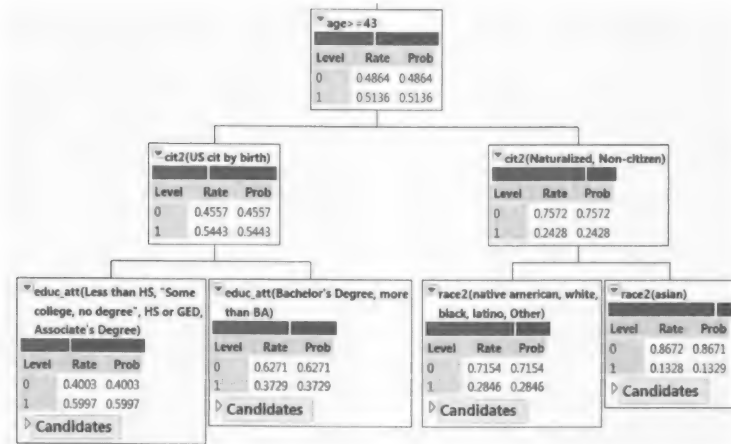 age>=43
Level Rate Prob
0 0.4864 0.4864
1 0.5136 0.5136
cit2(US cit by birth)
Level Rate Prob
0 0.4557 0.4557
1 0.5443 0.5443
cit2(Naturalized, Non-citizen)
Level Rate Prob
0 0.7572 0.7572
1 0.2428 0.2428
educ_att(Less than HS, "Some
college, no degree", HS or GED,
Associate's Degree)
Level Rate Prob
0 0.4003 0.4003
1 0.5997 0.5997
Candidates
educ_att(Bachelor's Degree, more
than BA)
Level Rate Prob
0 0.6271 0.6271
1 0.3729 0.3729
Candidates
race2(native american, white,
black, latino, Other)
Level Rate Prob
0 0.7154 0.7154
1 0.2846 0.2846
Candidates
race2(asian)
Level Rate Prob
0 0.8672 0.8671
1 0.1328 0.1329
Candidates